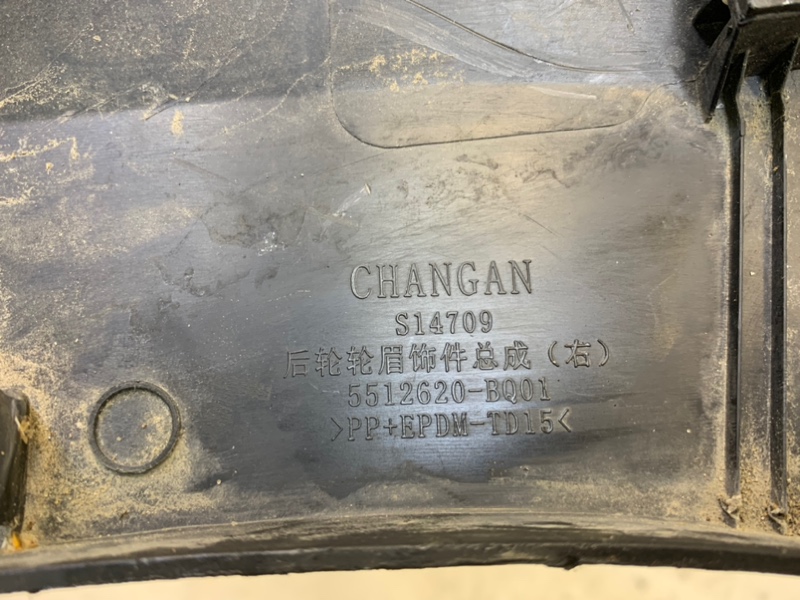 CHANGAN
S14709
后轮轮眉饰件总成（右）
5512620-BQ01
>PP+EPDM-TD15<